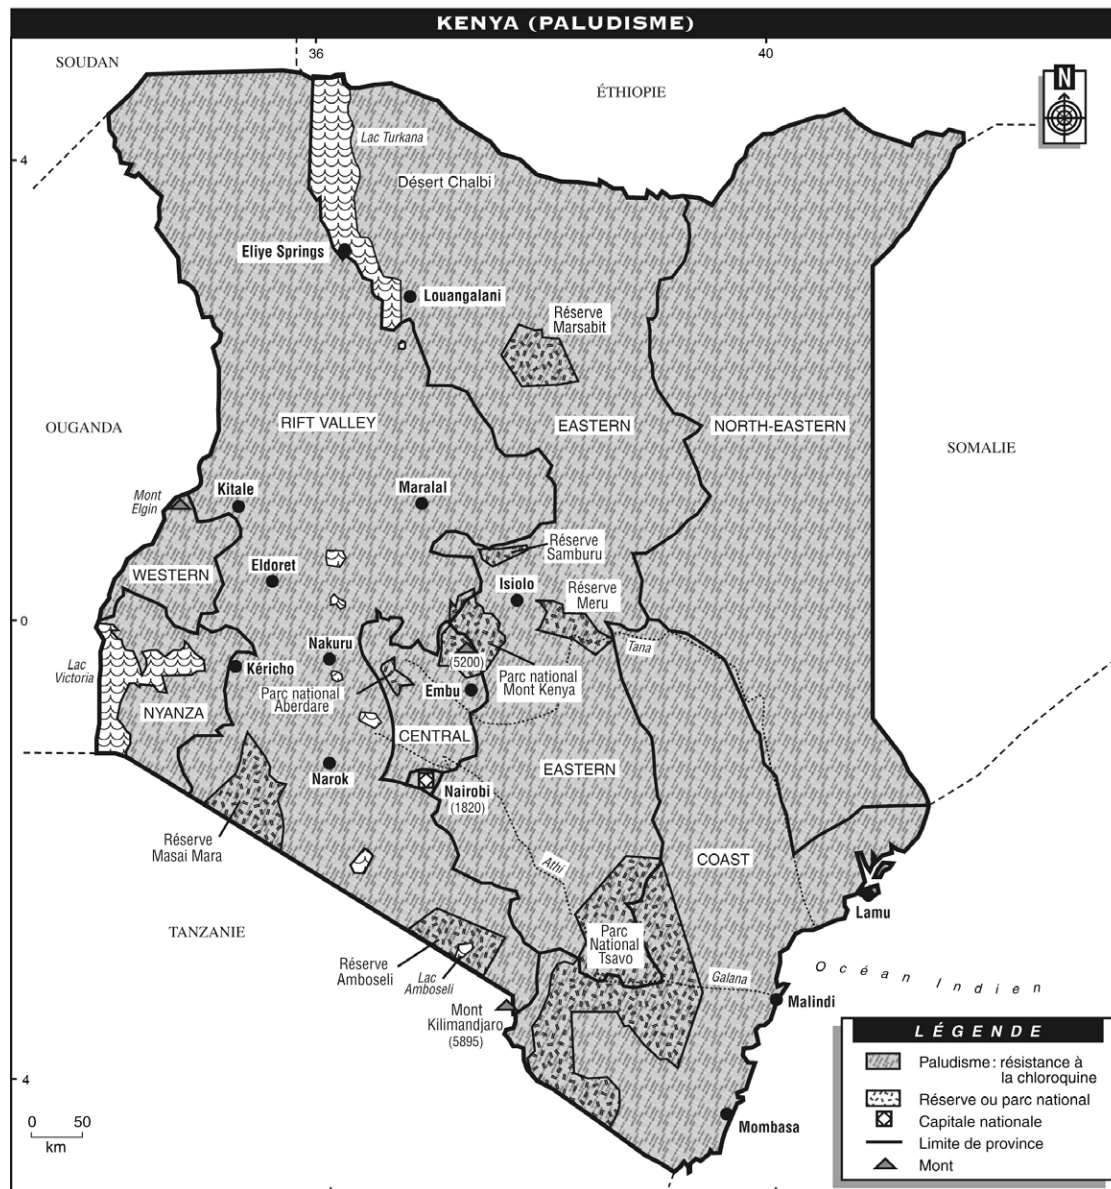 KENYA (PALUDISME)
36
40
SOUDAN
ÉTHIOPIE
N
Lac Turkana
4
Désert Chalbi
Eliye Springs
Louangalani
Réserve
Marsabit
OUGANDA
RIFT VALLEY
EASTERN
NORTH-EASTERN
SOMALIE
Mont
Elgin
Kitale
Maralal
Réserve
Samburu
WESTERN
Eldoret
Isiolo
Réserve
Meru
0
Nakuru
Tana
Lac
Victoria
Kéricho
(5200)
Parc national
Mont Kenya
Parc national
Aberdare
Embu
NYANZA
CENTRAL
EASTERN
Narok
Nairobi
(1820)
Réserve
Masai Mara
Athi
COAST
Lamu
TANZANIE
Parc
National
Tsavo
Réserve
Amboseli
Lac
Amboseli
Galana
Océan Indien
Malindi
Mont
Kilimandjaro
(5895)
LÉGENDE
Paludisme : résistance à
la chloroquine
Réserve ou parc national
Capitale nationale
Limite de province
Mont
4
0 50
km
Mombasa